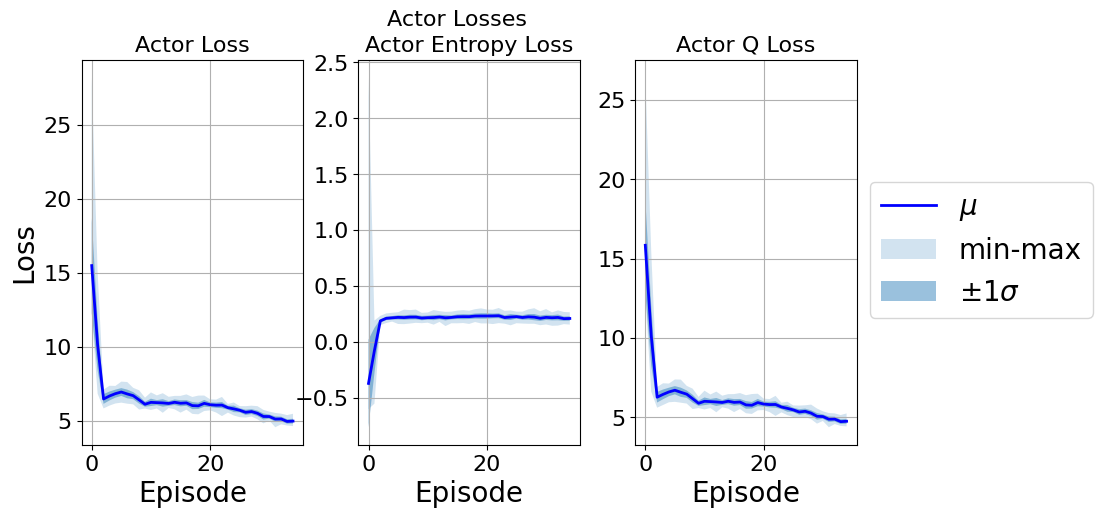 Actor Losses
Actor Loss
Actor Entropy Loss
Actor Q Loss
Loss
25
20
15
10
5
0
20
Episode
2.5
2.0
1.5
1.0
0.5
0.0
−0.5
0
20
Episode
25
20
15
10
5
0
20
Episode
μ
min-max
±1σ